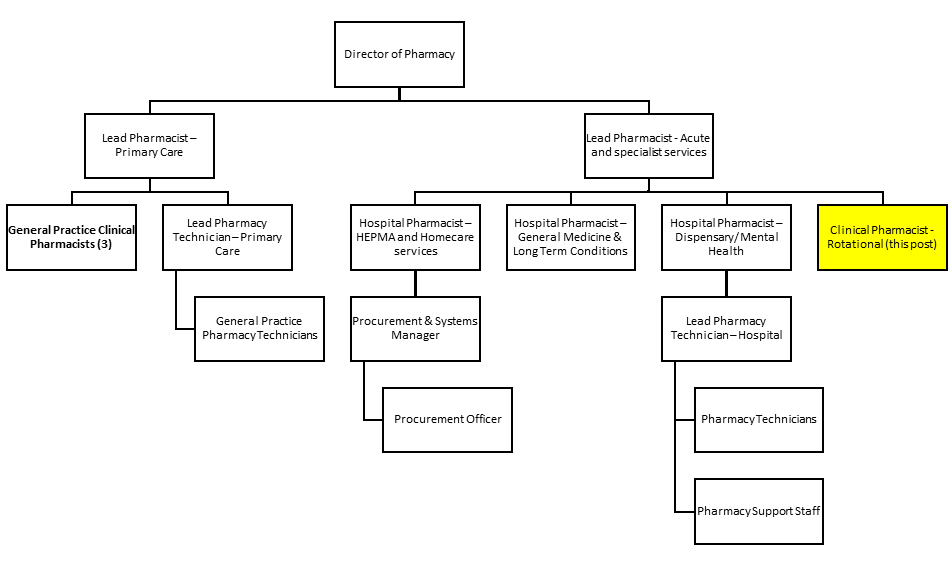 Director of Pharmacy
Lead Pharmacist –
Primary Care
Lead Pharmacist - Acute
and specialist services
General Practice Clinical
Pharmacists (3)
Lead Pharmacy
Technician – Primary
Care
Hospital Pharmacist –
HEPMA and Homecare
services
Hospital Pharmacist –
General Medicine &
Long Term Conditions
Hospital Pharmacist –
Dispensary/ Mental
Health
Clinical Pharmacist -
Rotational (this post)
General Practice
Pharmacy Technicians
Procurement & Systems
Manager
Lead Pharmacy
Technician – Hospital
Procurement Officer
Pharmacy Technicians
Pharmacy Support Staff